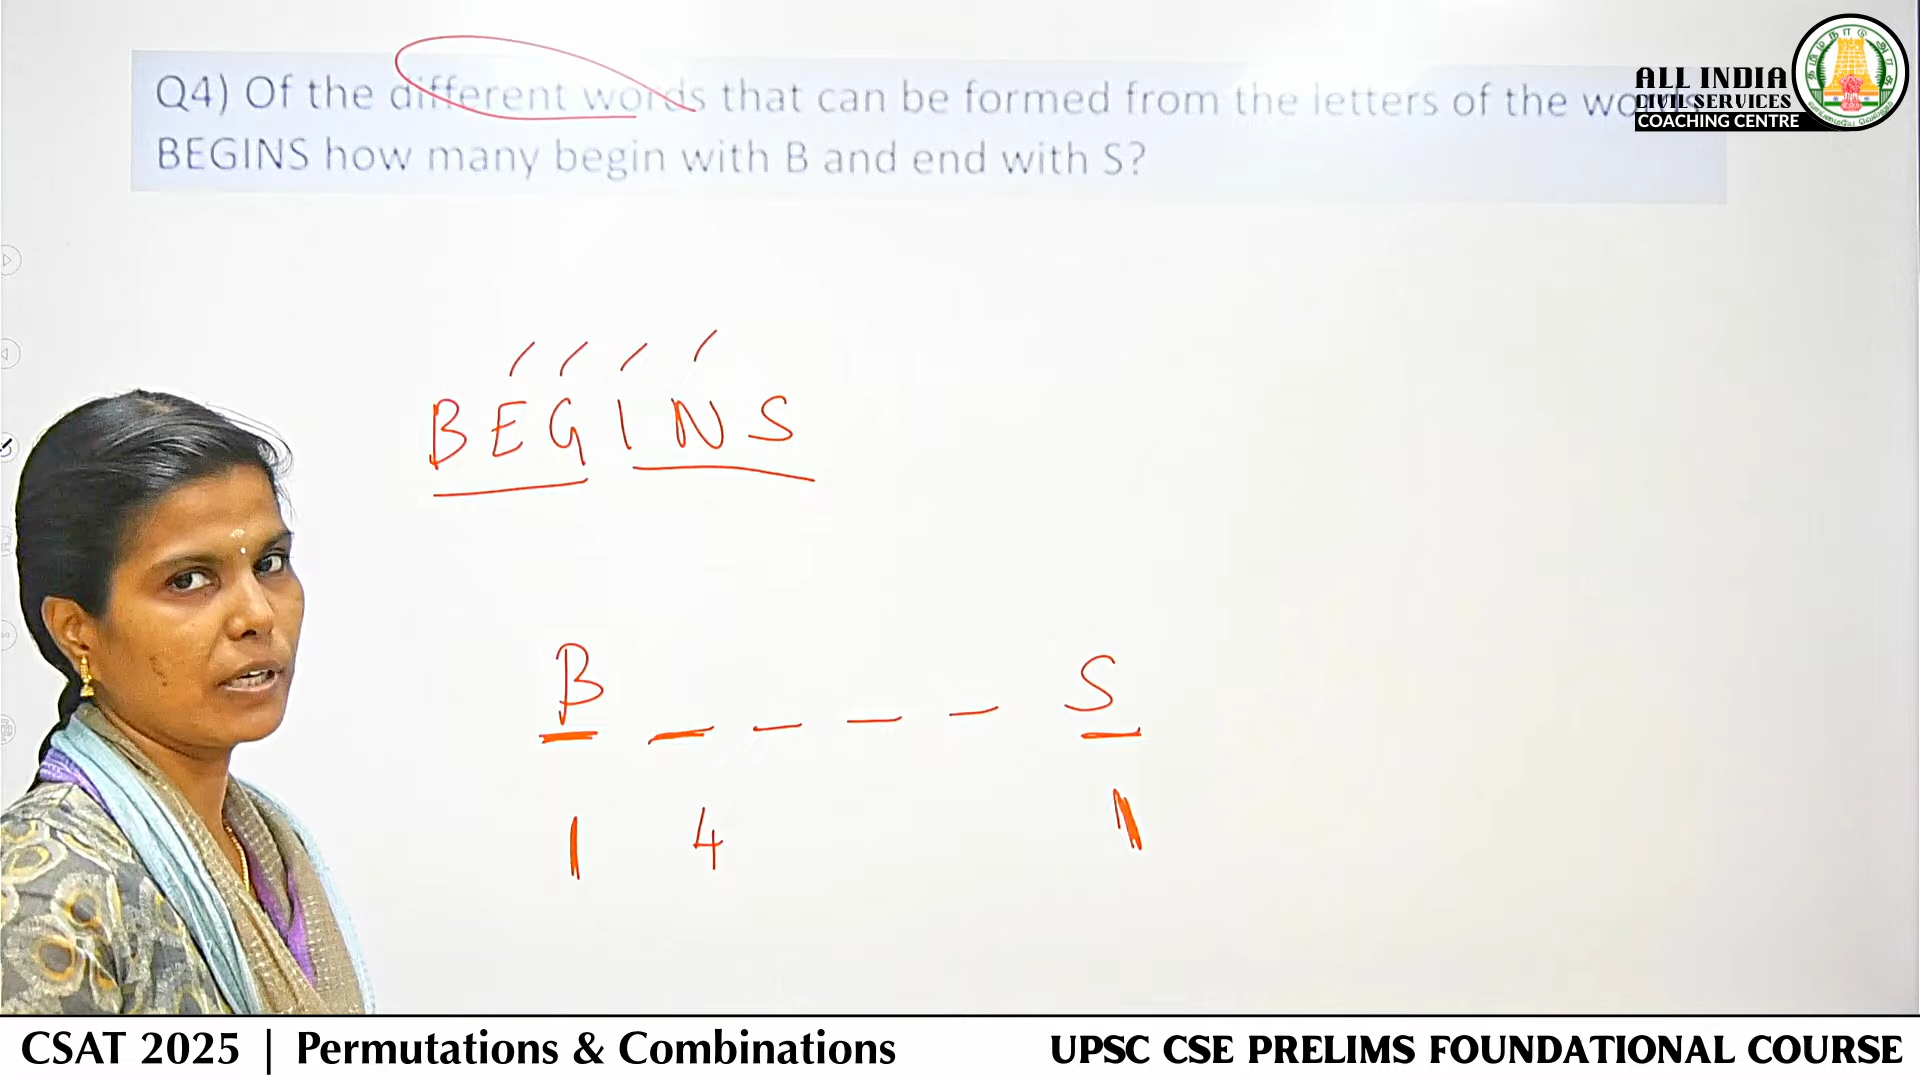 Q4) Of the different words that can be formed from the letters of the words
BEGINS how many begin with B and end with S?
ALL INDIA
CIVIL SERVICES
COACHING CENTRE
BEGINS
B _ _ _ _ S
1 4 1
CSAT 2025 | Permutations & Combinations
UPSC CSE PRELIMS FOUNDATIONAL COURSE